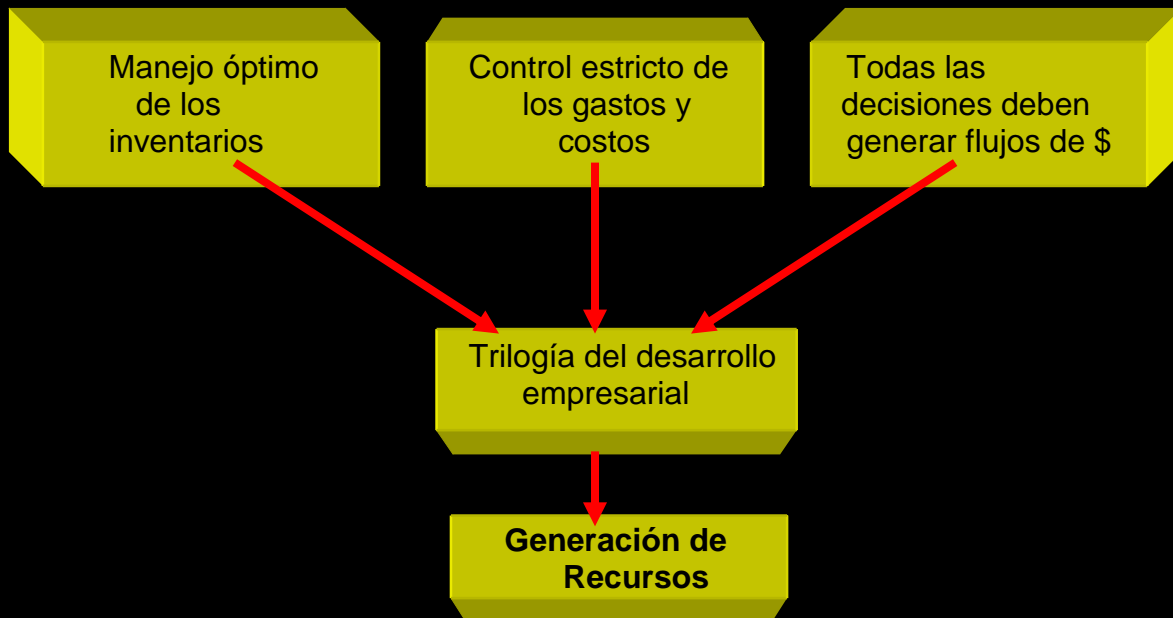 Manejo óptimo
de los
inventarios
Control estricto de
los gastos y
costos
Todas las
decisiones deben
generar flujos de $
Trilogía del desarrollo
empresarial
Generación de
Recursos